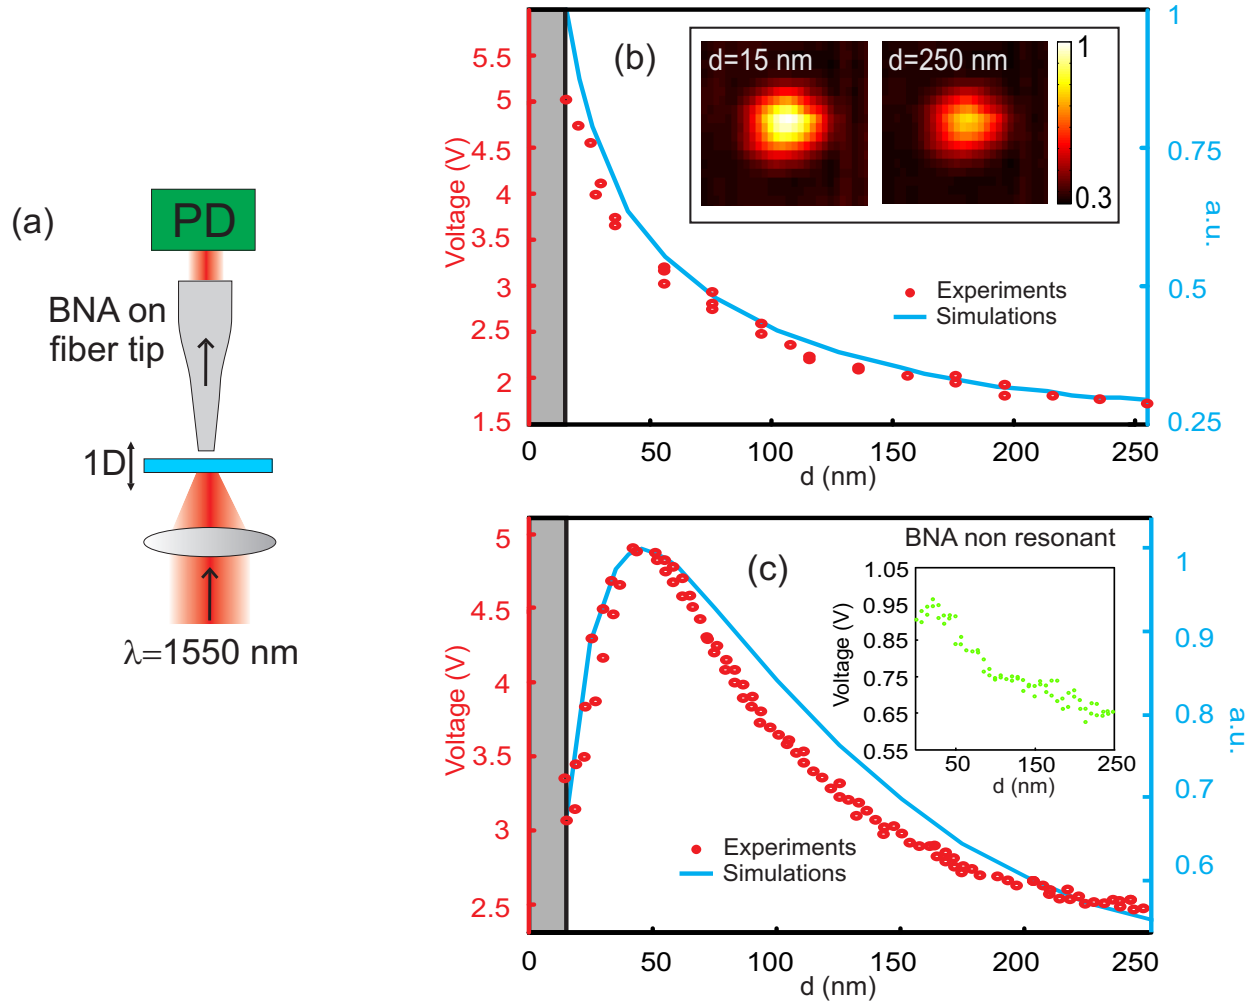 (a)
PD
BNA on
fiber tip
1D
λ=1550 nm
(b)
d=15 nm
d=250 nm
1
0.3
Experiments
Simulations
Voltage (V)
5.5
5
4.5
4
3.5
3
2.5
2
1.5
1
0.75
0.5
0.25
a.u.
0
50
100
150
200
250
d (nm)
(c)
BNA non resonant
1.05
0.95
0.85
0.75
0.65
0.55
Voltage (V)
50
150
250
d (nm)
Experiments
Simulations
Voltage (V)
5
4.5
4
3.5
3
2.5
1
0.9
0.8
0.7
0.6
a.u.
0
50
100
150
200
250
d (nm)